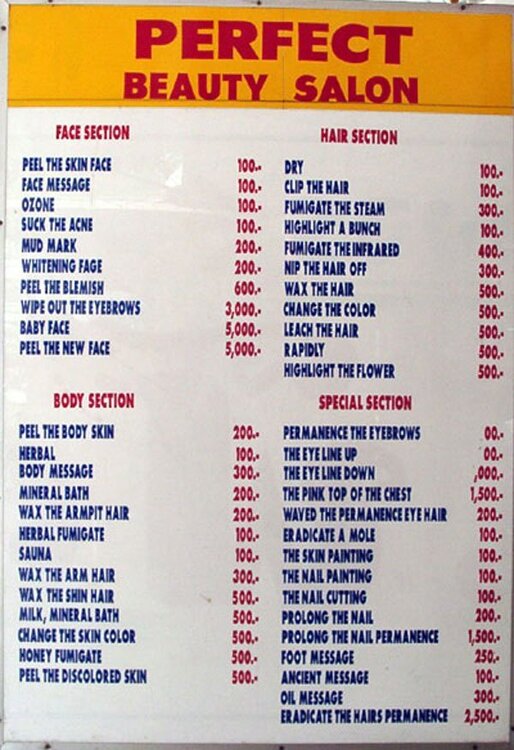 PERFECT
BEAUTY SALON
FACE SECTION
PEEL THE SKIN FACE 100.-
FACE MESSAGE 100.-
OZONE 100.-
SUCK THE ACNE 100.-
MUD MARK 200.-
WHITENING FAGE 200.-
PEEL THE BLEMISH 600.-
WIPE OUT THE EYEBROWS 3,000.-
BABY FACE 5,000.-
PEEL THE NEW FACE 5,000.-
HAIR SECTION
DRY 100.-
CLIP THE HAIR 100.-
FUMIGATE THE STEAM 300.-
HIGHLIGHT A BUNCH 100.-
FUMIGATE THE INFRARED 400.-
NIP THE HAIR OFF 300.-
WAX THE HAIR 500.-
CHANGE THE COLOR 500.-
LEACH THE HAIR 500.-
RAPIDLY 500.-
HIGHLIGHT THE FLOWER 500.-
BODY SECTION
PEEL THE BODY SKIN 200.-
HERBAL 100.-
BODY MESSAGE 300.-
MINERAL BATH 200.-
WAX THE ARMPIT HAIR 200.-
HERBAL FUMIGATE 100.-
SAUNA 100.-
WAX THE ARM HAIR 300.-
WAX THE SHIN HAIR 500.-
MILK, MINERAL BATH 500.-
CHANGE THE SKIN COLOR 500.-
HONEY FUMIGATE 500.-
PEEL THE DISCOLORED SKIN 500.-
SPECIAL SECTION
PERMANENCE THE EYEBROWS 00.-
THE EYE LINE UP 00.-
THE EYE LINE DOWN ,000.-
THE PINK TOP OF THE CHEST 1,500.-
WAVED THE PERMANENCE EYE HAIR 200.-
ERADICATE A MOLE 100.-
THE SKIN PAINTING 100.-
THE NAIL PAINTING 100.-
THE NAIL CUTTING 100.-
PROLONG THE NAIL 200.-
PROLONG THE NAIL PERMANENCE 1,500.-
FOOT MESSAGE 250.-
ANCIENT MESSAGE 100.-
OIL MESSAGE 300.-
ERADICATE THE HAIRS PERMANENCE 2,500.-